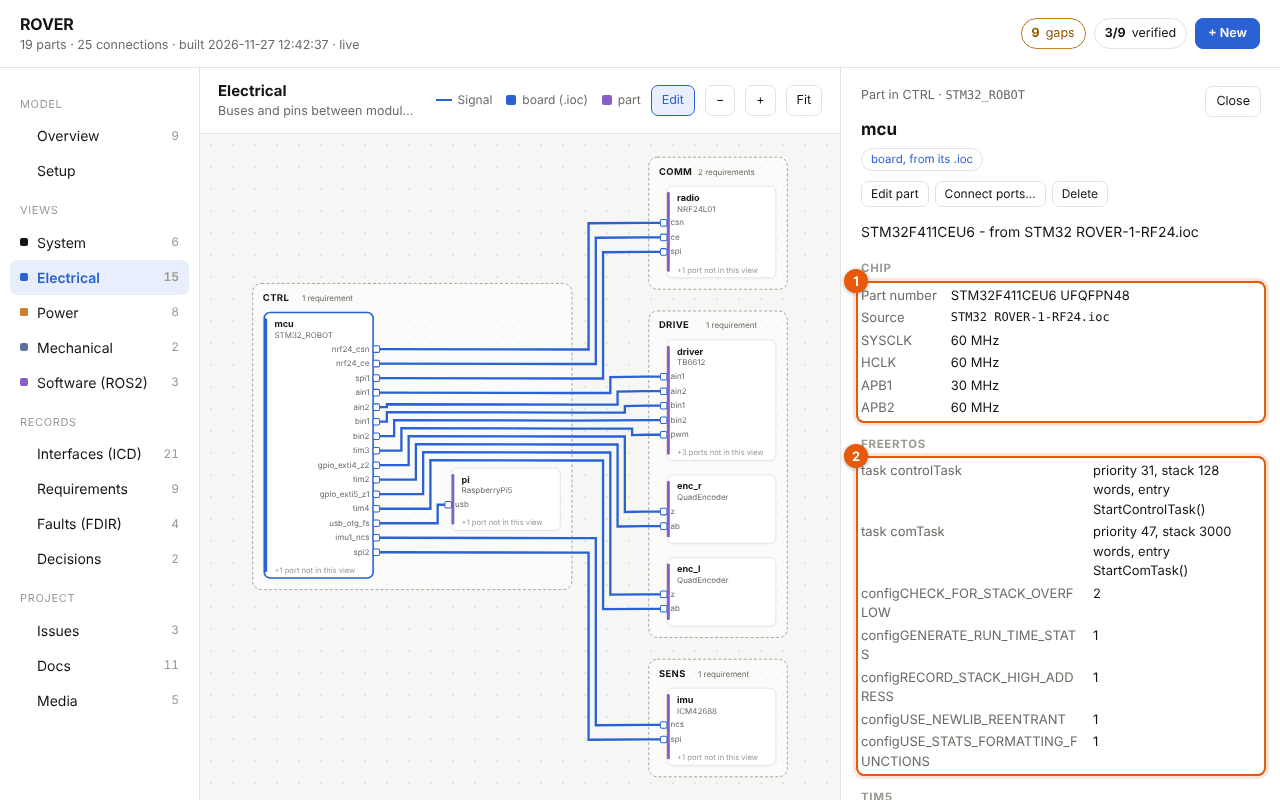 ROVER
19 parts · 25 connections · built 2026-11-27 12:42:37 · live
9 gaps
3/9 verified
+ New
MODEL
Overview 9
Setup
VIEWS
System 6
Electrical 15
Power 8
Mechanical 2
Software (ROS2) 3
RECORDS
Interfaces (ICD) 21
Requirements 9
Faults (FDIR) 4
Decisions 2
PROJECT
Issues 3
Docs 11
Media 5
Electrical
Buses and pins between modul...
Signal
board (.ioc)
part
Edit
−
+
Fit
CTRL 1 requirement
mcu
STM32_ROBOT
nrf24_csn
nrf24_ce
spi1
ain1
ain2
bin1
bin2
tim3
gpio_exti4_z2
tim2
gpio_exti5_z1
tim4
usb_otg_fs
imu1_ncs
spi2
+1 port not in this view
pi
RaspberryPi5
usb
+1 port not in this view
COMM 2 requirements
radio
NRF24L01
csn
ce
spi
+1 port not in this view
DRIVE 1 requirement
driver
TB6612
ain1
ain2
bin1
bin2
pwm
+3 ports not in this view
enc_r
QuadEncoder
z
ab
enc_l
QuadEncoder
z
ab
SENS 1 requirement
imu
ICM42688
ncs
spi
+1 port not in this view
Part in CTRL · STM32_ROBOT
Close
mcu
board, from its .ioc
Edit part
Connect ports...
Delete
STM32F411CEU6 - from STM32 ROVER-1-RF24.ioc
CHIP
1
Part number STM32F411CEU6 UFQFPN48
Source STM32 ROVER-1-RF24.ioc
SYSCLK 60 MHz
HCLK 60 MHz
APB1 30 MHz
APB2 60 MHz
FREERTOS
2
task controlTask priority 31, stack 128
words, entry
StartControlTask()
task comTask priority 47, stack 3000
words, entry
StartComTask()
configCHECK_FOR_STACK_OVERF 2
LOW
configGENERATE_RUN_TIME_STAT 1
S
configRECORD_STACK_HIGH_ADD 1
RESS
configUSE_NEWLIB_REENTRANT 1
configUSE_STATS_FORMATTING_F 1
UNCTIONS
TIM5